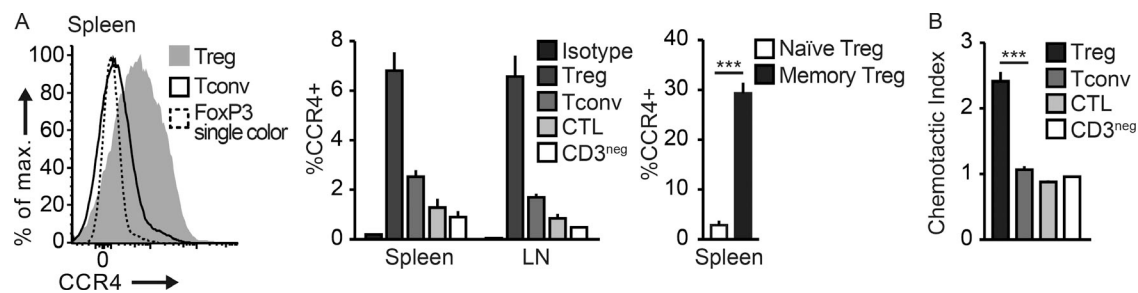 A
B
Spleen
100
80
60
40
20
0
% of max.
0
CCR4
Treg
Tconv
FoxP3
single color
8
6
4
2
0
%CCR4+
Spleen
LN
Isotype
Treg
Tconv
CTL
CD3neg
40
30
20
10
0
%CCR4+
***
Spleen
Naïve Treg
Memory Treg
3
2
1
0
Chemotactic Index
***
Treg
Tconv
CTL
CD3neg